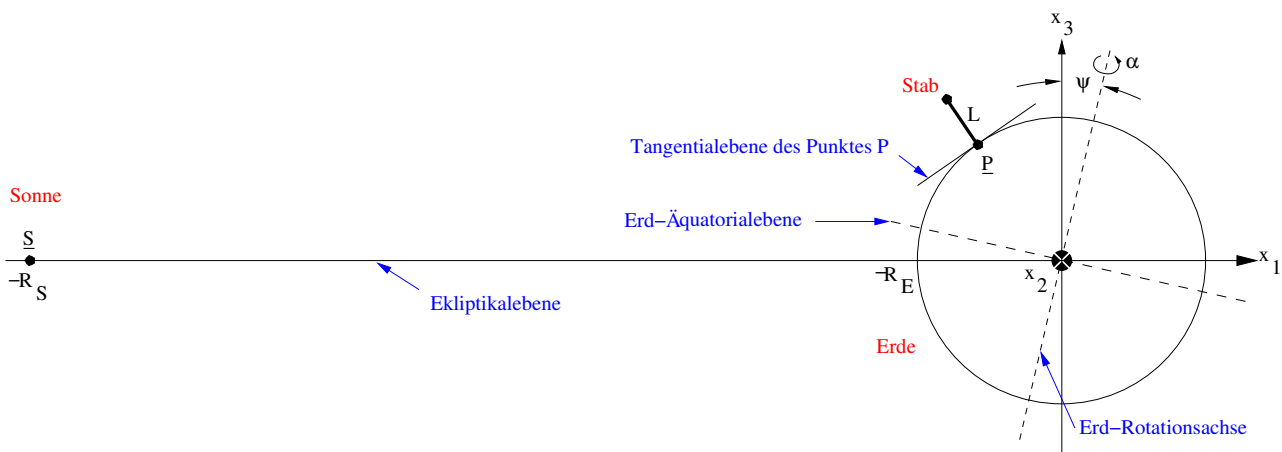 x3
α
ψ
Stab
L
Tangentialebene des Punktes P
P
Sonne
Erd–Äquatorialebene
S
x1
–RS
–RE
x2
Ekliptikalebene
Erde
Erd–Rotationsachse